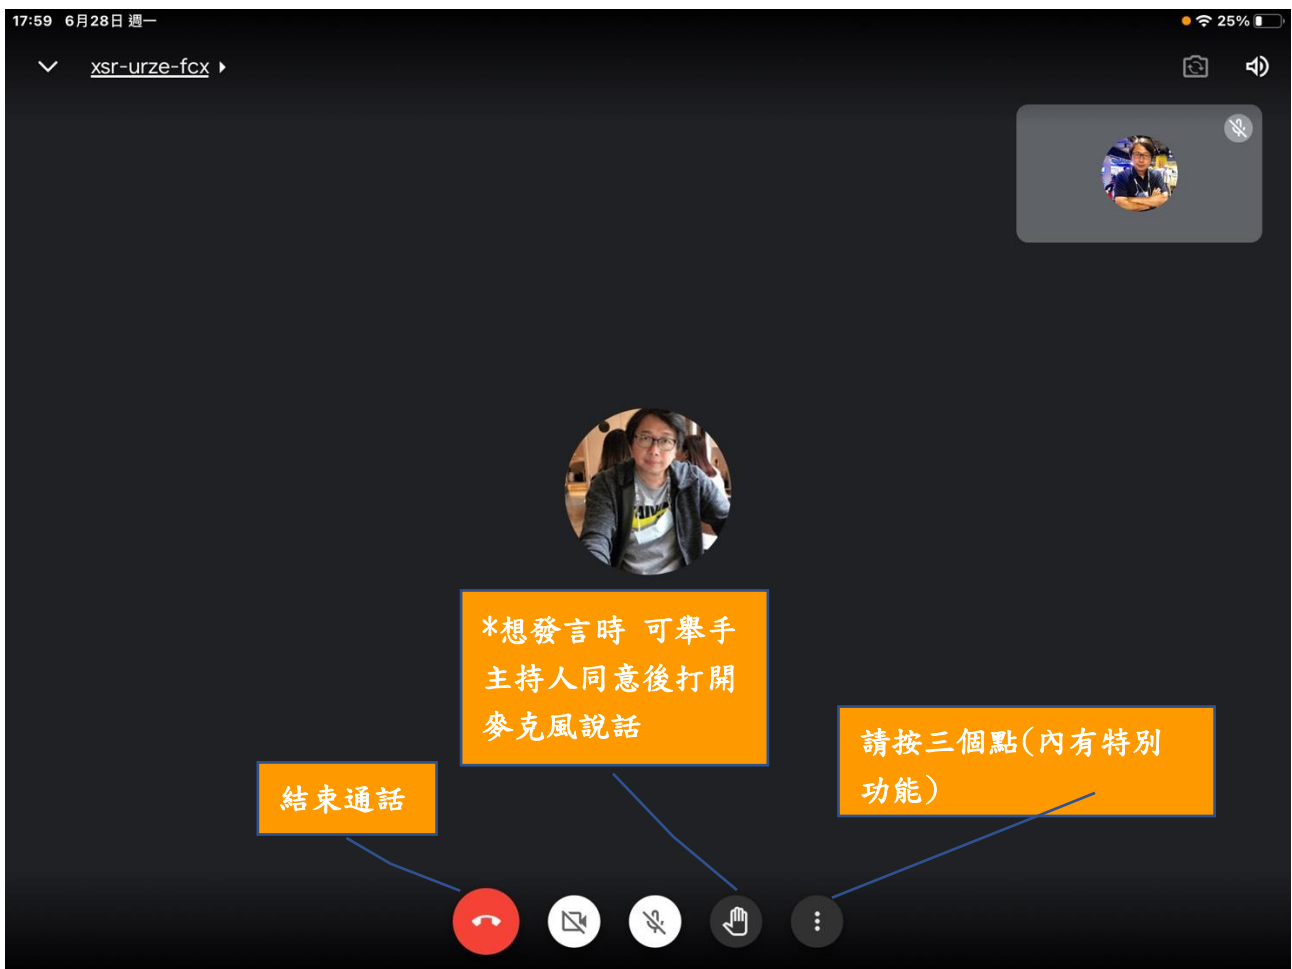 17:59 6月28日 週一
25%
xsr-urze-fcx
*想發言時 可舉手
主持人同意後打開
麥克風說話
請按三個點(內有特別
功能)
結束通話